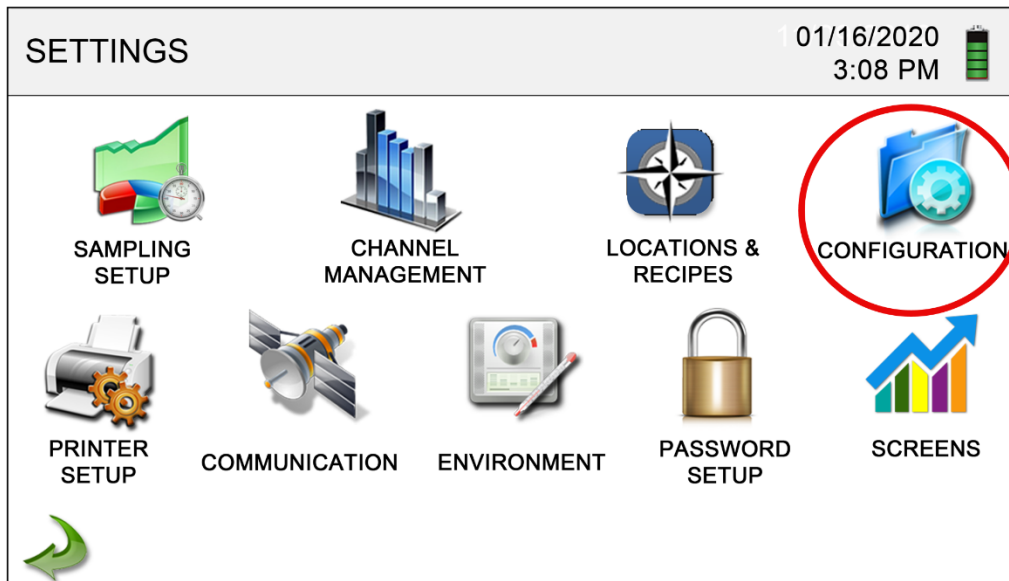 SETTINGS
01/16/2020
3:08 PM
SAMPLING
SETUP
CHANNEL
MANAGEMENT
LOCATIONS &
RECIPES
CONFIGURATION
PRINTER
SETUP
COMMUNICATION
ENVIRONMENT
PASSWORD
SETUP
SCREENS